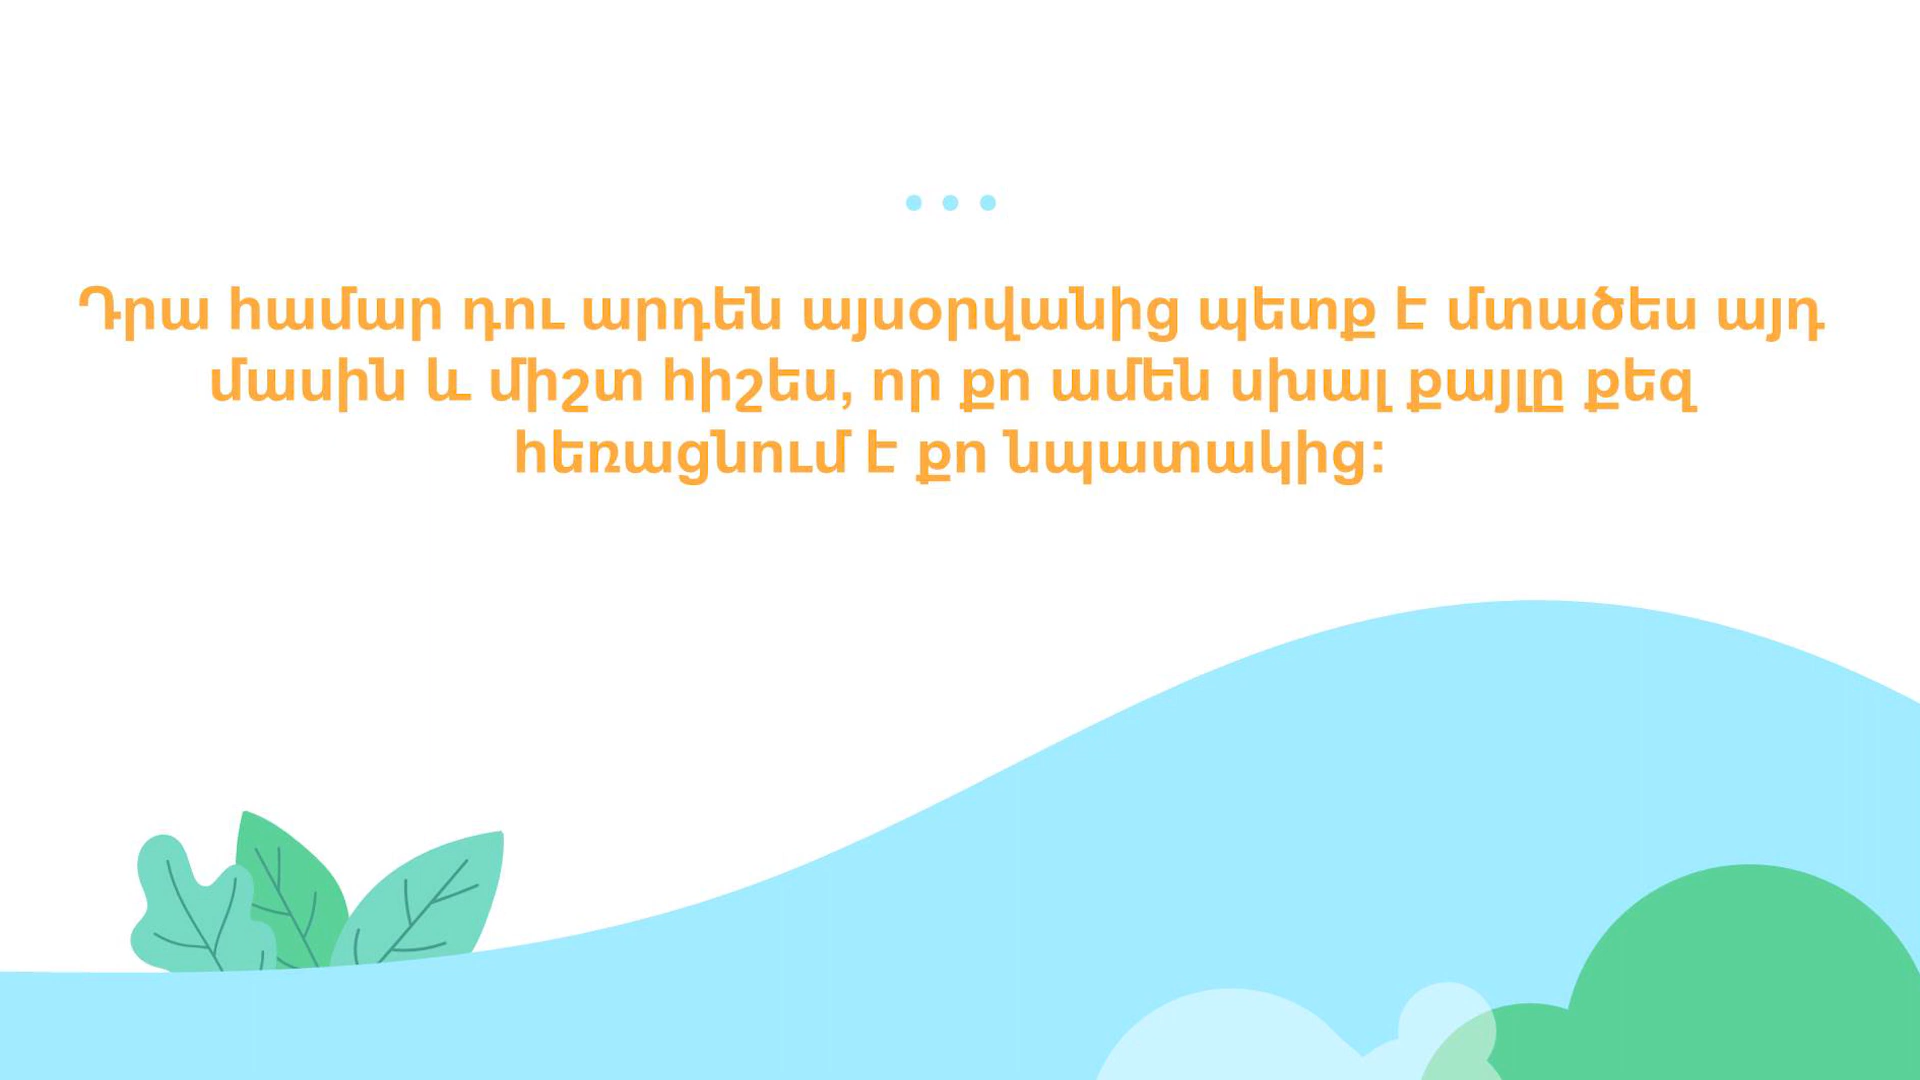 Դրա համար դու արդեն այսօրվանից պետք է մտածես այդ
մասին և միշտ հիշես, որ քո ամեն սխալ քայլը քեզ
հեռացնում է քո նպատակից: